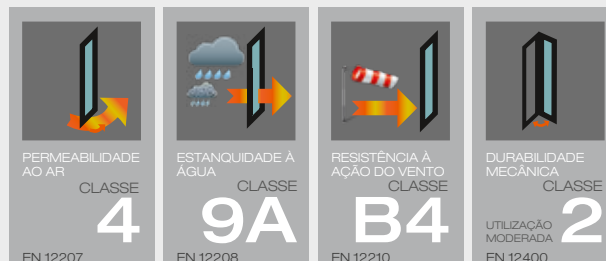 PERMEABILIDADE
AO AR
CLASSE
4
EN 12207
ESTANQUIDADE À
ÁGUA
CLASSE
9A
EN 12208
RESISTÊNCIA À
AÇÃO DO VENTO
CLASSE
B4
EN 12210
DURABILIDADE
MECÂNICA
CLASSE
UTILIZAÇÃO
MODERADA
2
EN 12400